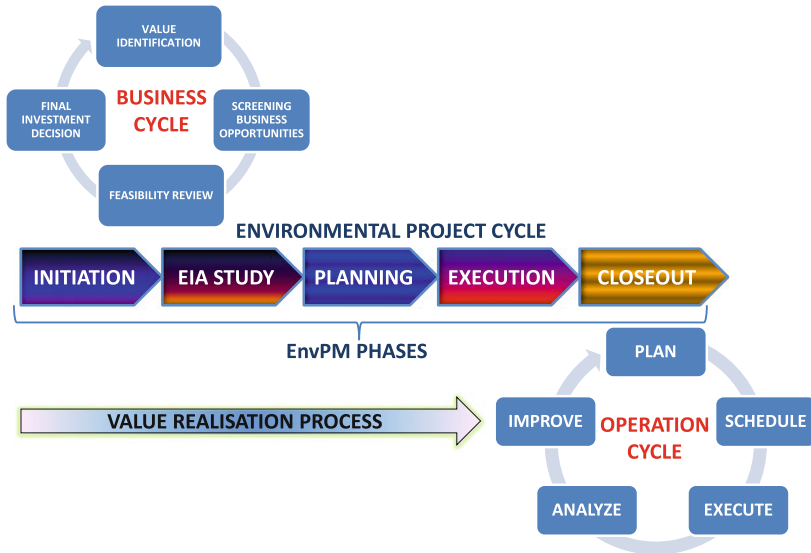 VALUE
IDENTIFICATION
BUSINESS
CYCLE
FINAL
INVESTMENT
DECISION
SCREENING
BUSINESS
OPPORTUNITIES
FEASIBILITY REVIEW
ENVIRONMENTAL PROJECT CYCLE
INITIATION
EIA STUDY
PLANNING
EXECUTION
CLOSEOUT
EnvPM PHASES
VALUE REALISATION PROCESS
PLAN
IMPROVE
OPERATION
CYCLE
SCHEDULE
ANALYZE
EXECUTE